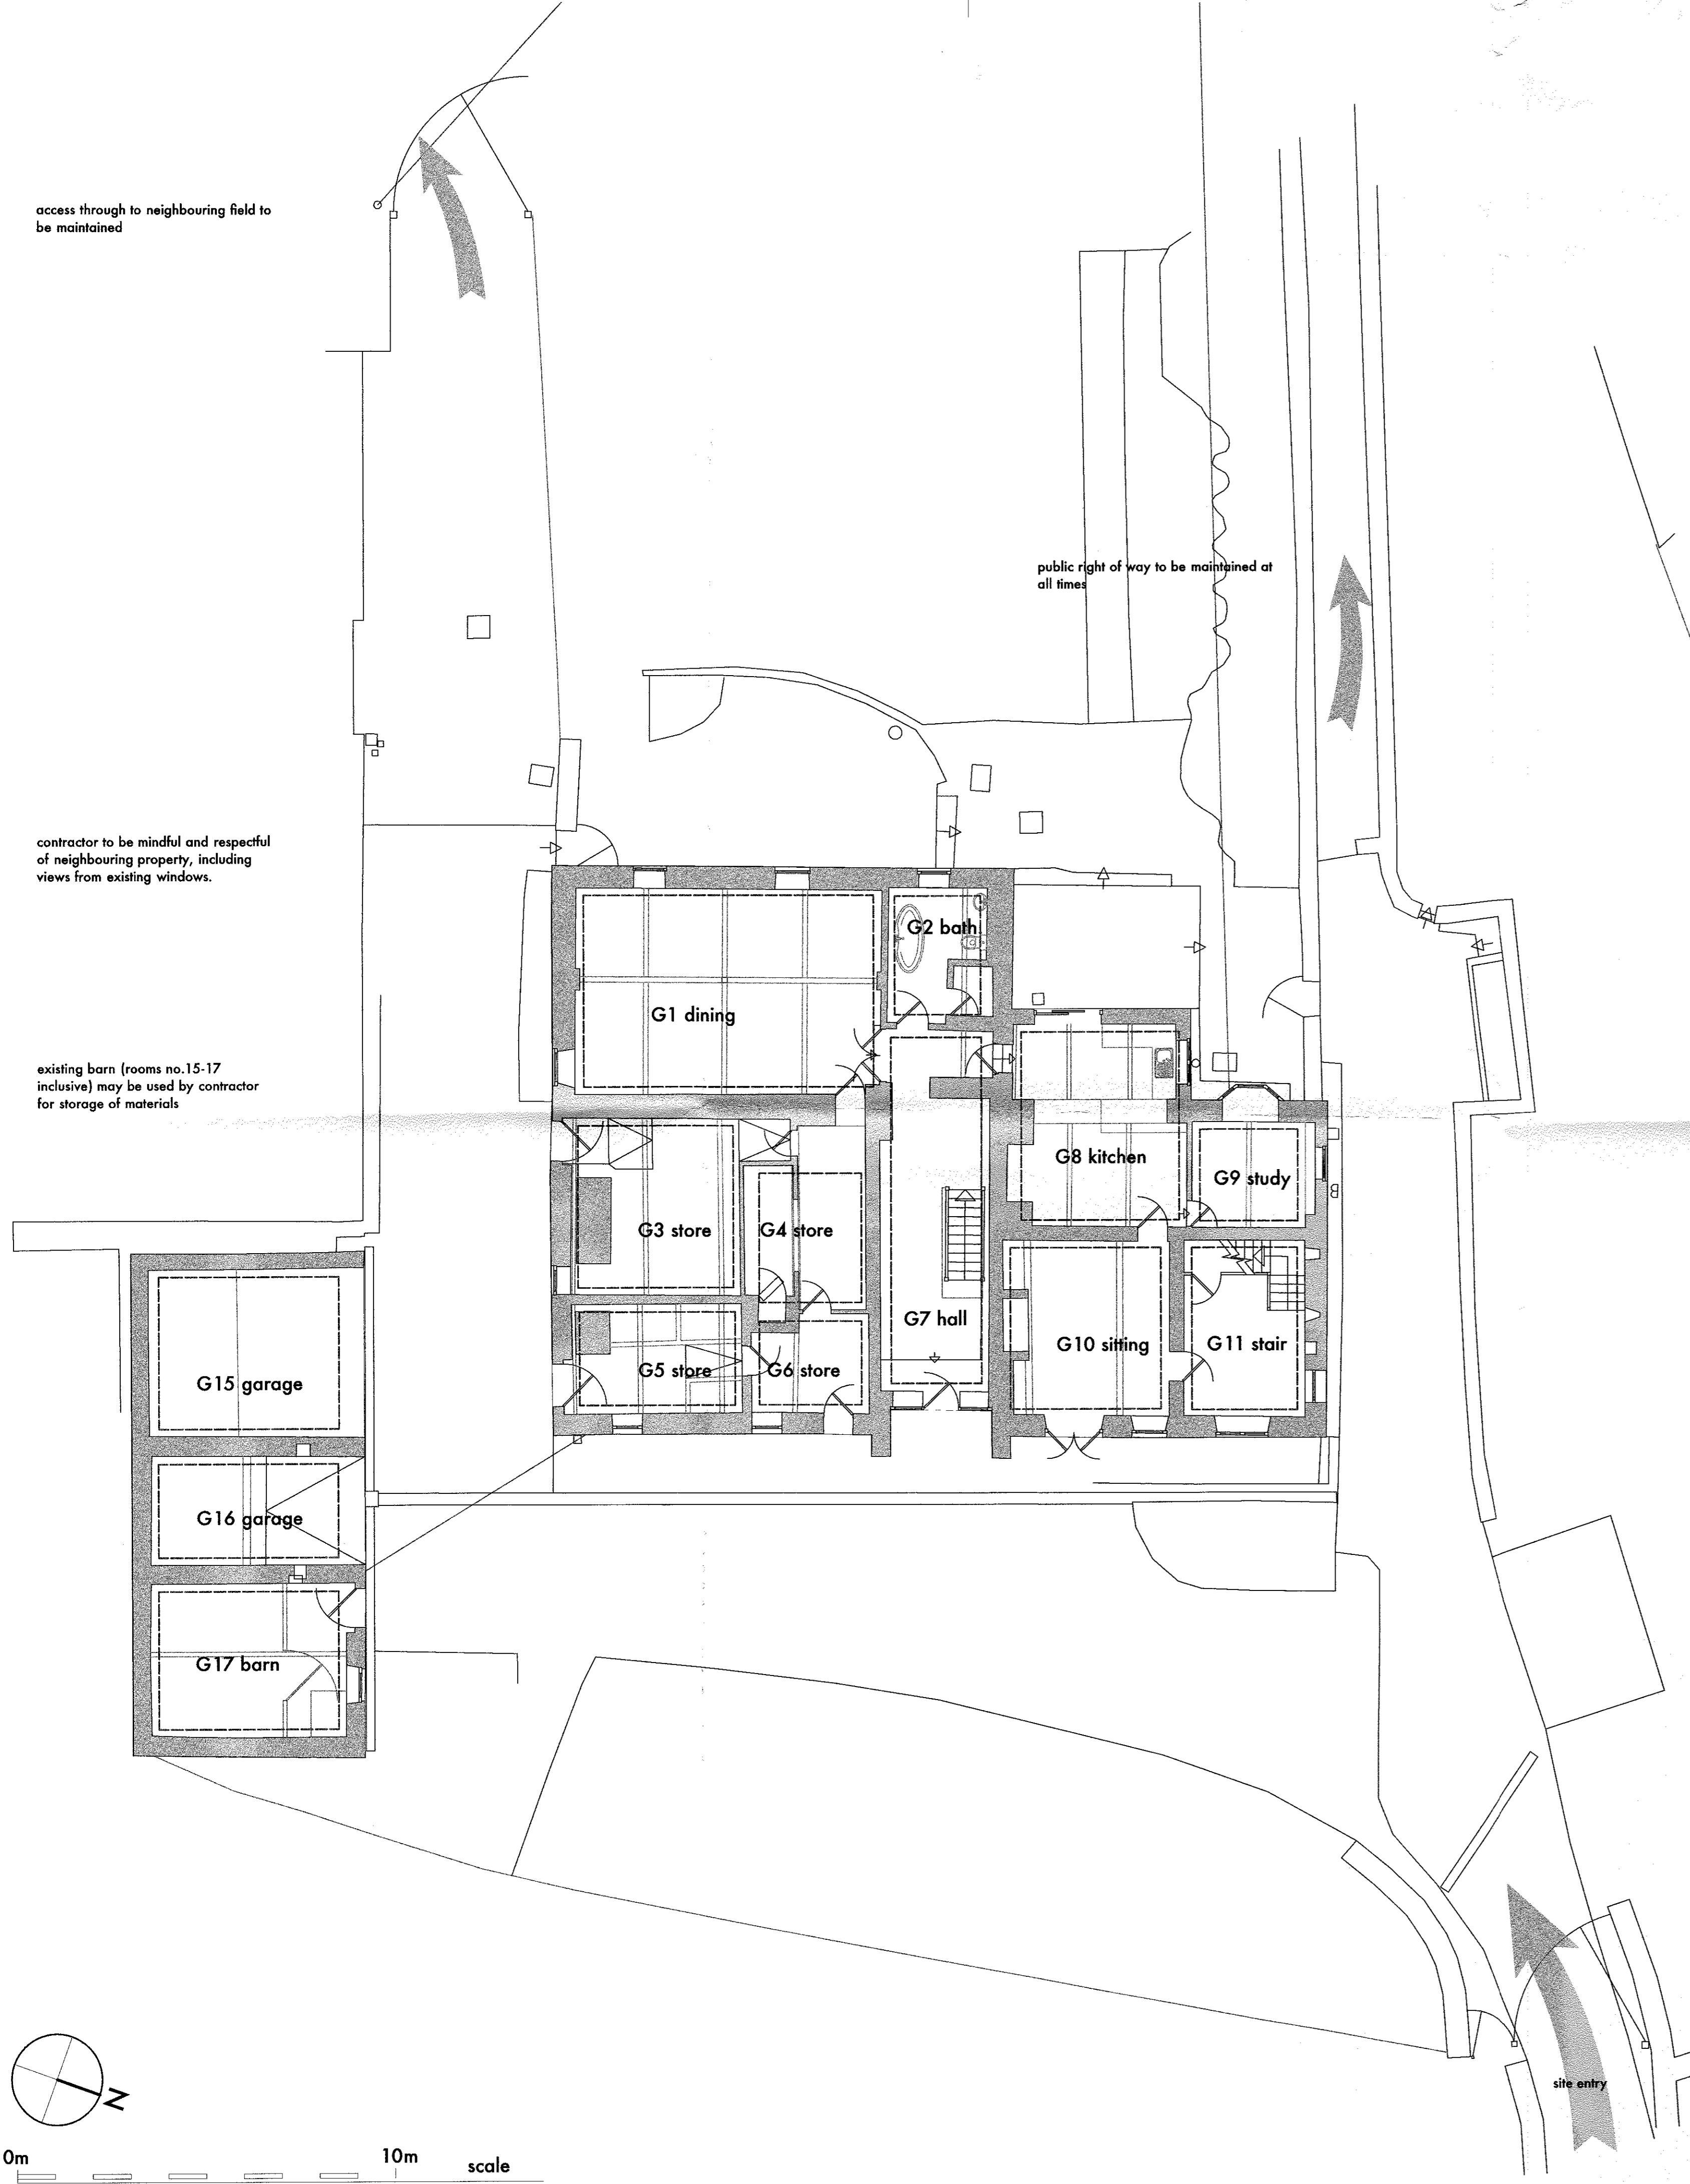 access through to neighbouring field to
be maintained
public right of way to be maintained at
all times
contractor to be mindful and respectful
of neighbouring property, including
views from existing windows.
G2 bath
G1 dining
existing barn (rooms no.15-17
inclusive) may be used by contractor
for storage of materials
G8 kitchen
G9 study
G3 store
G4 store
G7 hall
G10 sitting
G11 stair
G5 store
G6 store
G15 garage
G16 garage
G17 barn
site entry
N
0m
10m
scale